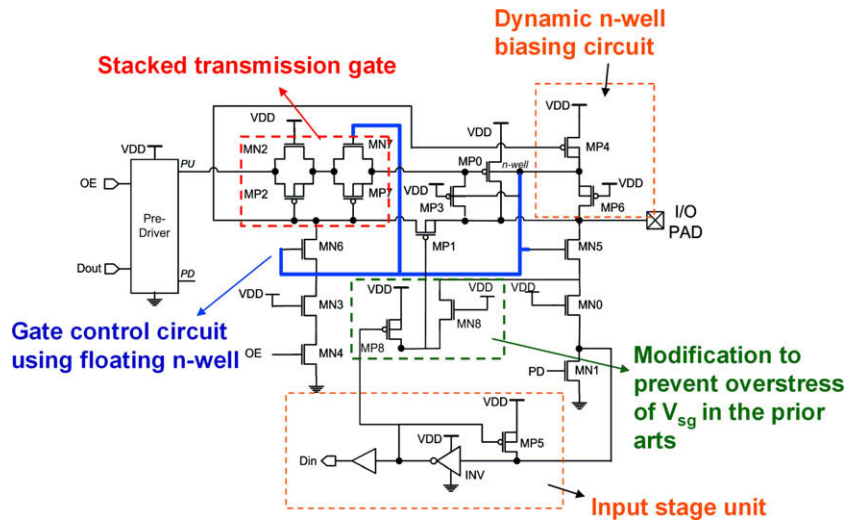 Dynamic n-well
biasing circuit
Stacked transmission gate
VDD
VDD
VDD
MN2
MN7
MP4
VDD
PU
MP0
n-well
OE
MP2
MP7
VDD
MP3
VDD
MP6
I/O
PAD
Pre-
Driver
MN6
MP1
MN5
Dout
PD
VDD
MN3
VDD
VDD
VDD
MN0
MN8
MP8
Gate control circuit
using floating n-well
OE
MN4
PD
MN1
Modification to
prevent overstress
of Vsg in the prior
arts
VDD
VDD
MP5
Din
INV
Input stage unit